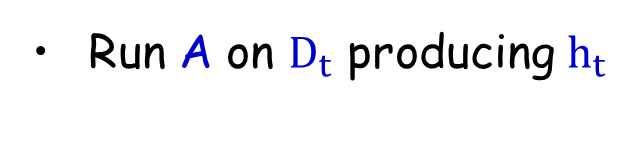 • Run A on Dₜ producing hₜ